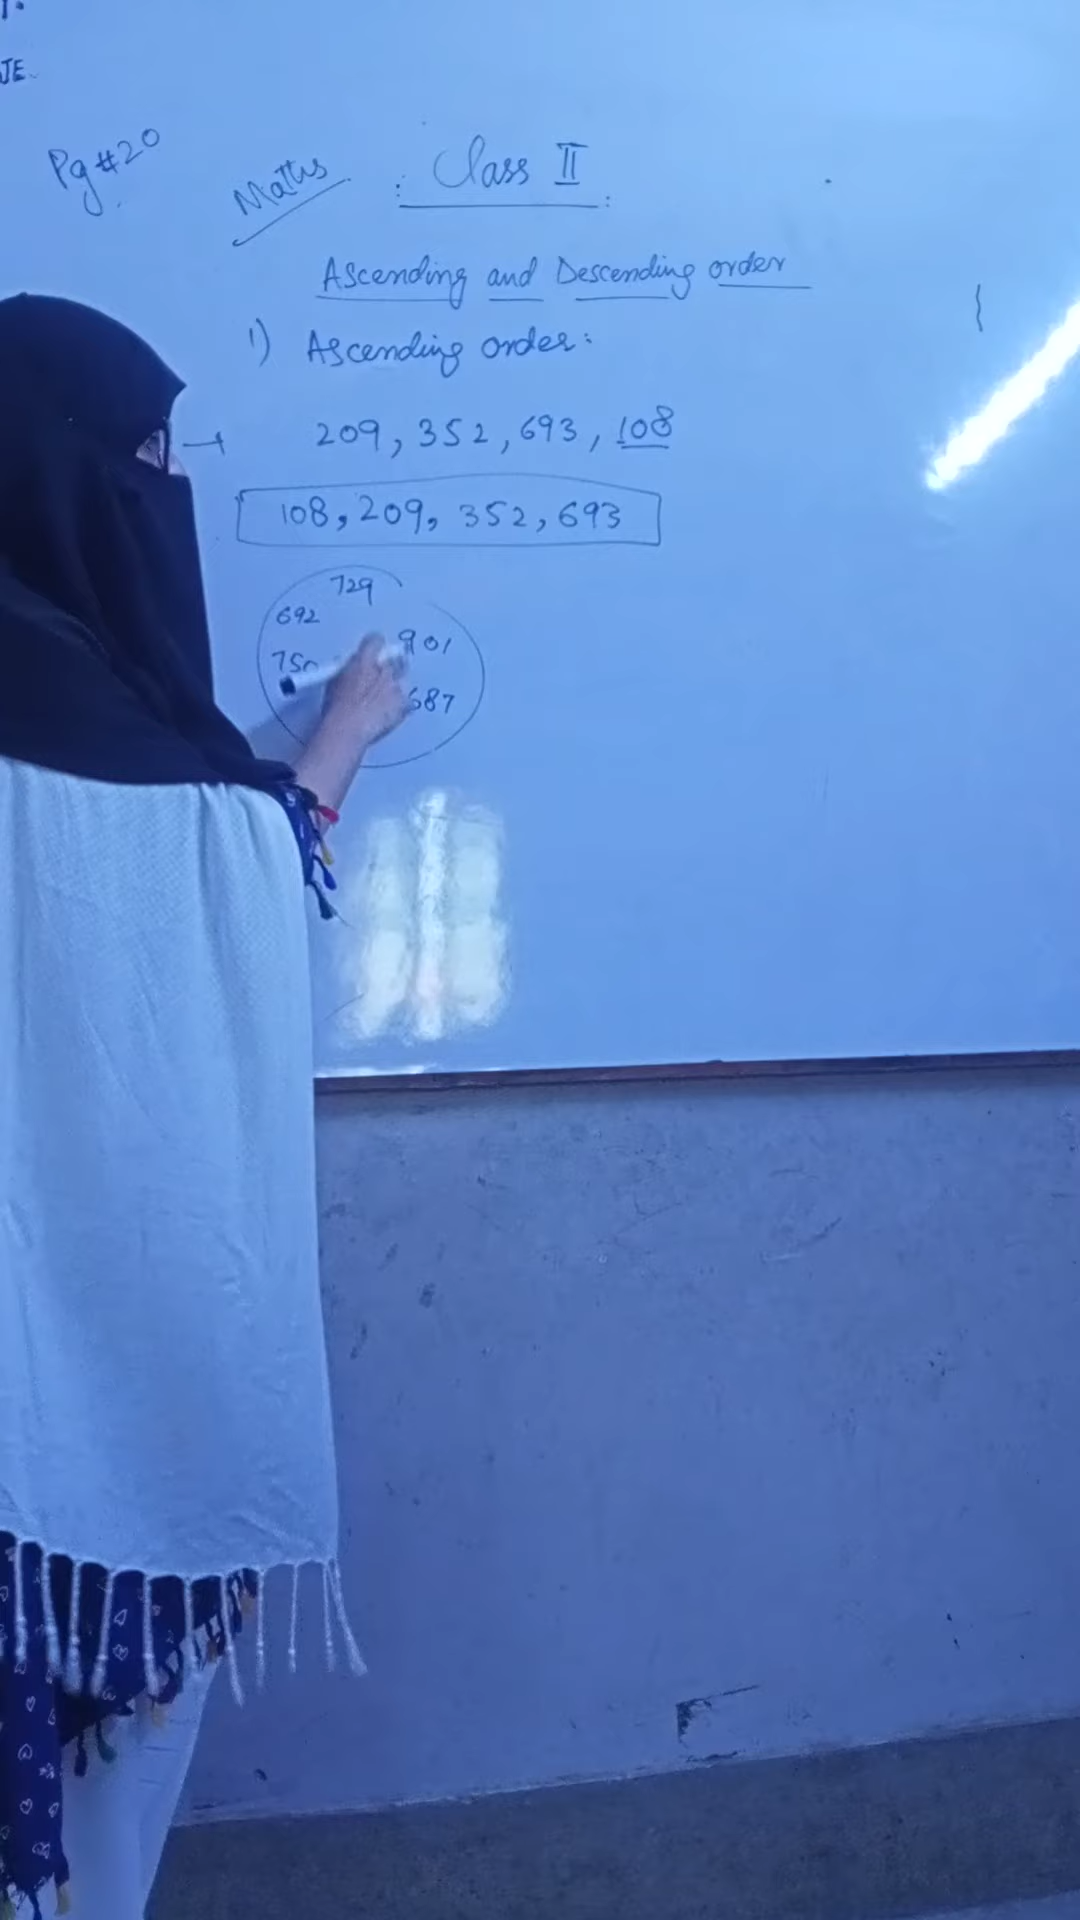 JE.
Pg #20
Maths
Class II
Ascending and Descending order
1) Ascending order:
209, 352, 693, 108
108, 209, 352, 693
729
692
901
687